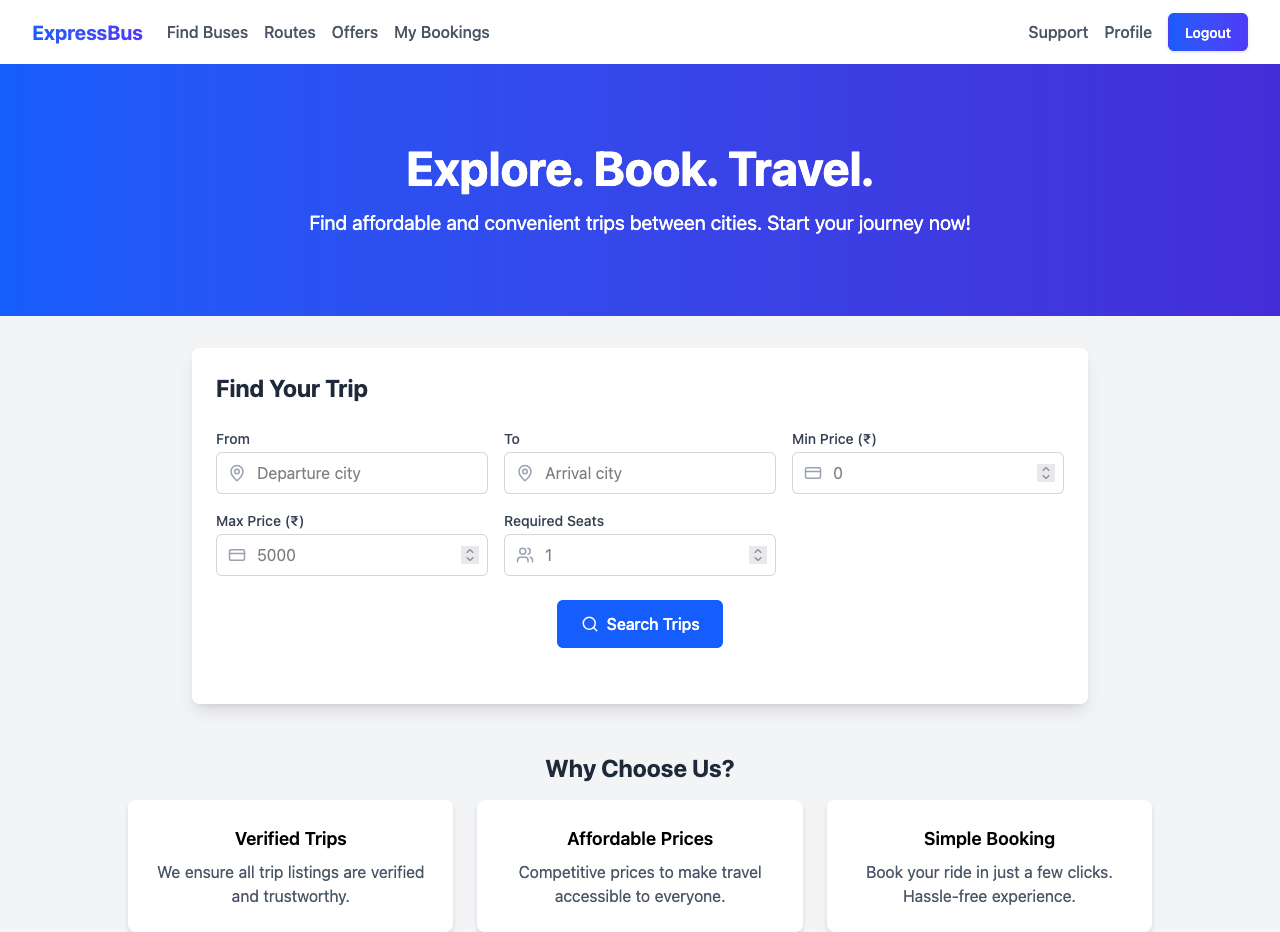 ExpressBus
Find Buses
Routes
Offers
My Bookings
Support
Profile
Logout
Explore. Book. Travel.
Find affordable and convenient trips between cities. Start your journey now!
Find Your Trip
From
To
Min Price (₹)
Departure city
Arrival city
0
Max Price (₹)
Required Seats
5000
1
Search Trips
Why Choose Us?
Verified Trips
We ensure all trip listings are verified
and trustworthy.
Affordable Prices
Competitive prices to make travel
accessible to everyone.
Simple Booking
Book your ride in just a few clicks.
Hassle-free experience.